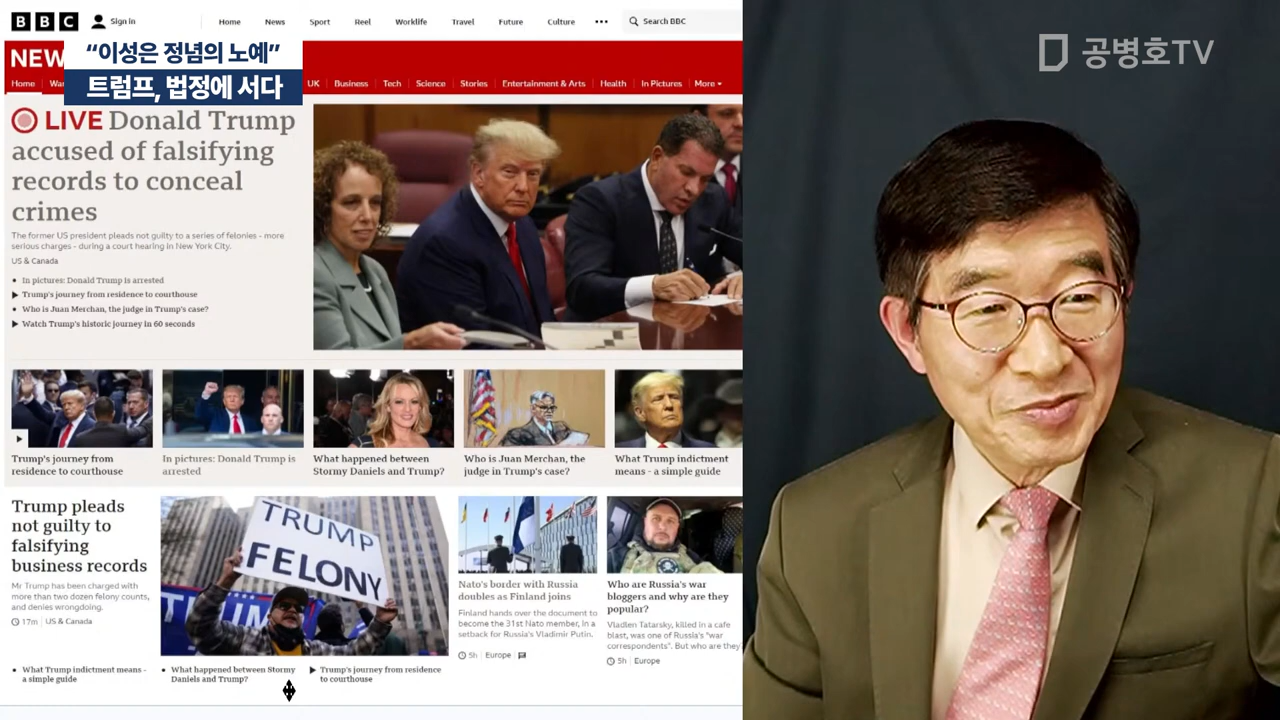 BBC
Sign in
Home
News
Sport
Reel
Worklife
Travel
Future
Culture
Search BBC
NEW
“이성은 정념의 노예”
트럼프, 법정에 서다
Home
UK
Business
Tech
Science
Stories
Entertainment & Arts
Health
In Pictures
More
LIVE Donald Trump
accused of falsifying
records to conceal
crimes
The former US president pleads not guilty to a series of felonies - more
serious charges - during a court hearing in New York City.
US & Canada
In pictures: Donald Trump is arrested
Trump's journey from residence to courthouse
Who is Juan Merchan, the judge in Trump's case?
Watch Trump's historic journey in 60 seconds
Trump's journey from
residence to courthouse
In pictures: Donald Trump is
arrested
What happened between
Stormy Daniels and Trump?
Who is Juan Merchan, the
judge in Trump's case?
What Trump indictment
means - a simple guide
Trump pleads
not guilty to
falsifying
business records
Mr Trump has been charged with
more than two dozen felony counts,
and denies wrongdoing.
17m US & Canada
TRUMP
FELONY
Nato's border with Russia
doubles as Finland joins
Finland hands over the document to
become the 31st Nato member, in a
setback for Russia's Vladimir Putin.
5h Europe
Who are Russia's war
bloggers and why are they
popular?
Vladlen Tatarsky, killed in a cafe
blast, was one of Russia's "war
correspondents". But who are they
5h Europe
What Trump indictment means -
a simple guide
What happened between Stormy
Daniels and Trump?
Trump's journey from residence
to courthouse
공병호TV